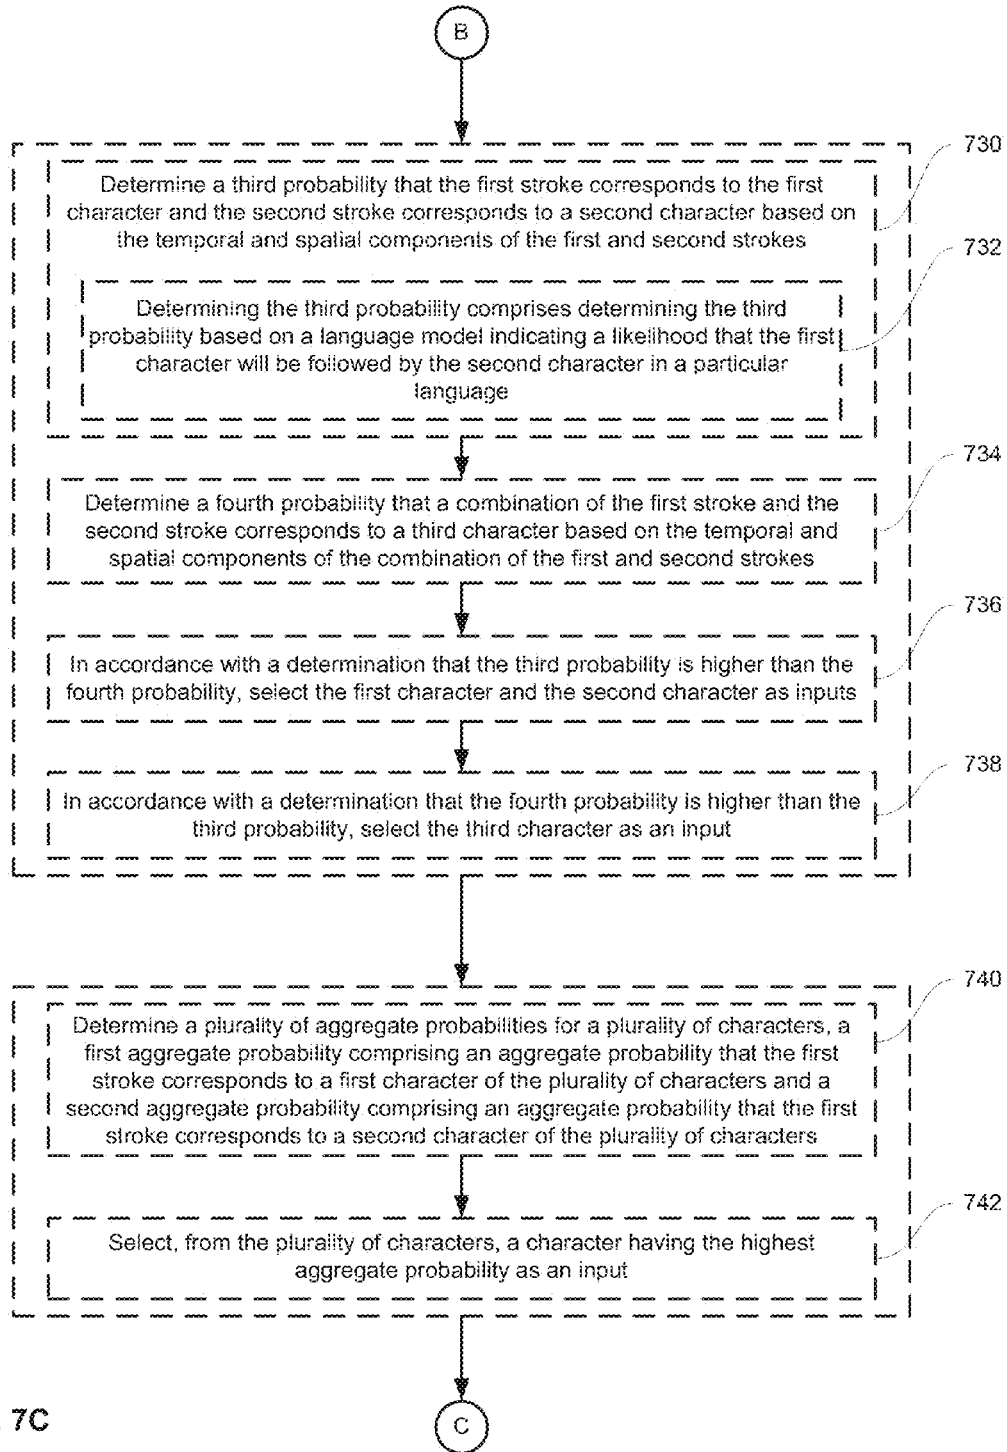 B
730
Determine a third probability that the first stroke corresponds to the first
character and the second stroke corresponds to a second character based on
the temporal and spatial components of the first and second strokes
732
Determining the third probability comprises determining the third
probability based on a language model indicating a likelihood that the first
character will be followed by the second character in a particular
language
734
Determine a fourth probability that a combination of the first stroke and the
second stroke corresponds to a third character based on the temporal and
spatial components of the combination of the first and second strokes
736
In accordance with a determination that the third probability is higher than the
fourth probability, select the first character and the second character as inputs
738
In accordance with a determination that the fourth probability is higher than the
third probability, select the third character as an input
740
Determine a plurality of aggregate probabilities for a plurality of characters, a
first aggregate probability comprising an aggregate probability that the first
stroke corresponds to a first character of the plurality of characters and a
second aggregate probability comprising an aggregate probability that the first
stroke corresponds to a second character of the plurality of characters
742
Select, from the plurality of characters, a character having the highest
aggregate probability as an input
7C
C